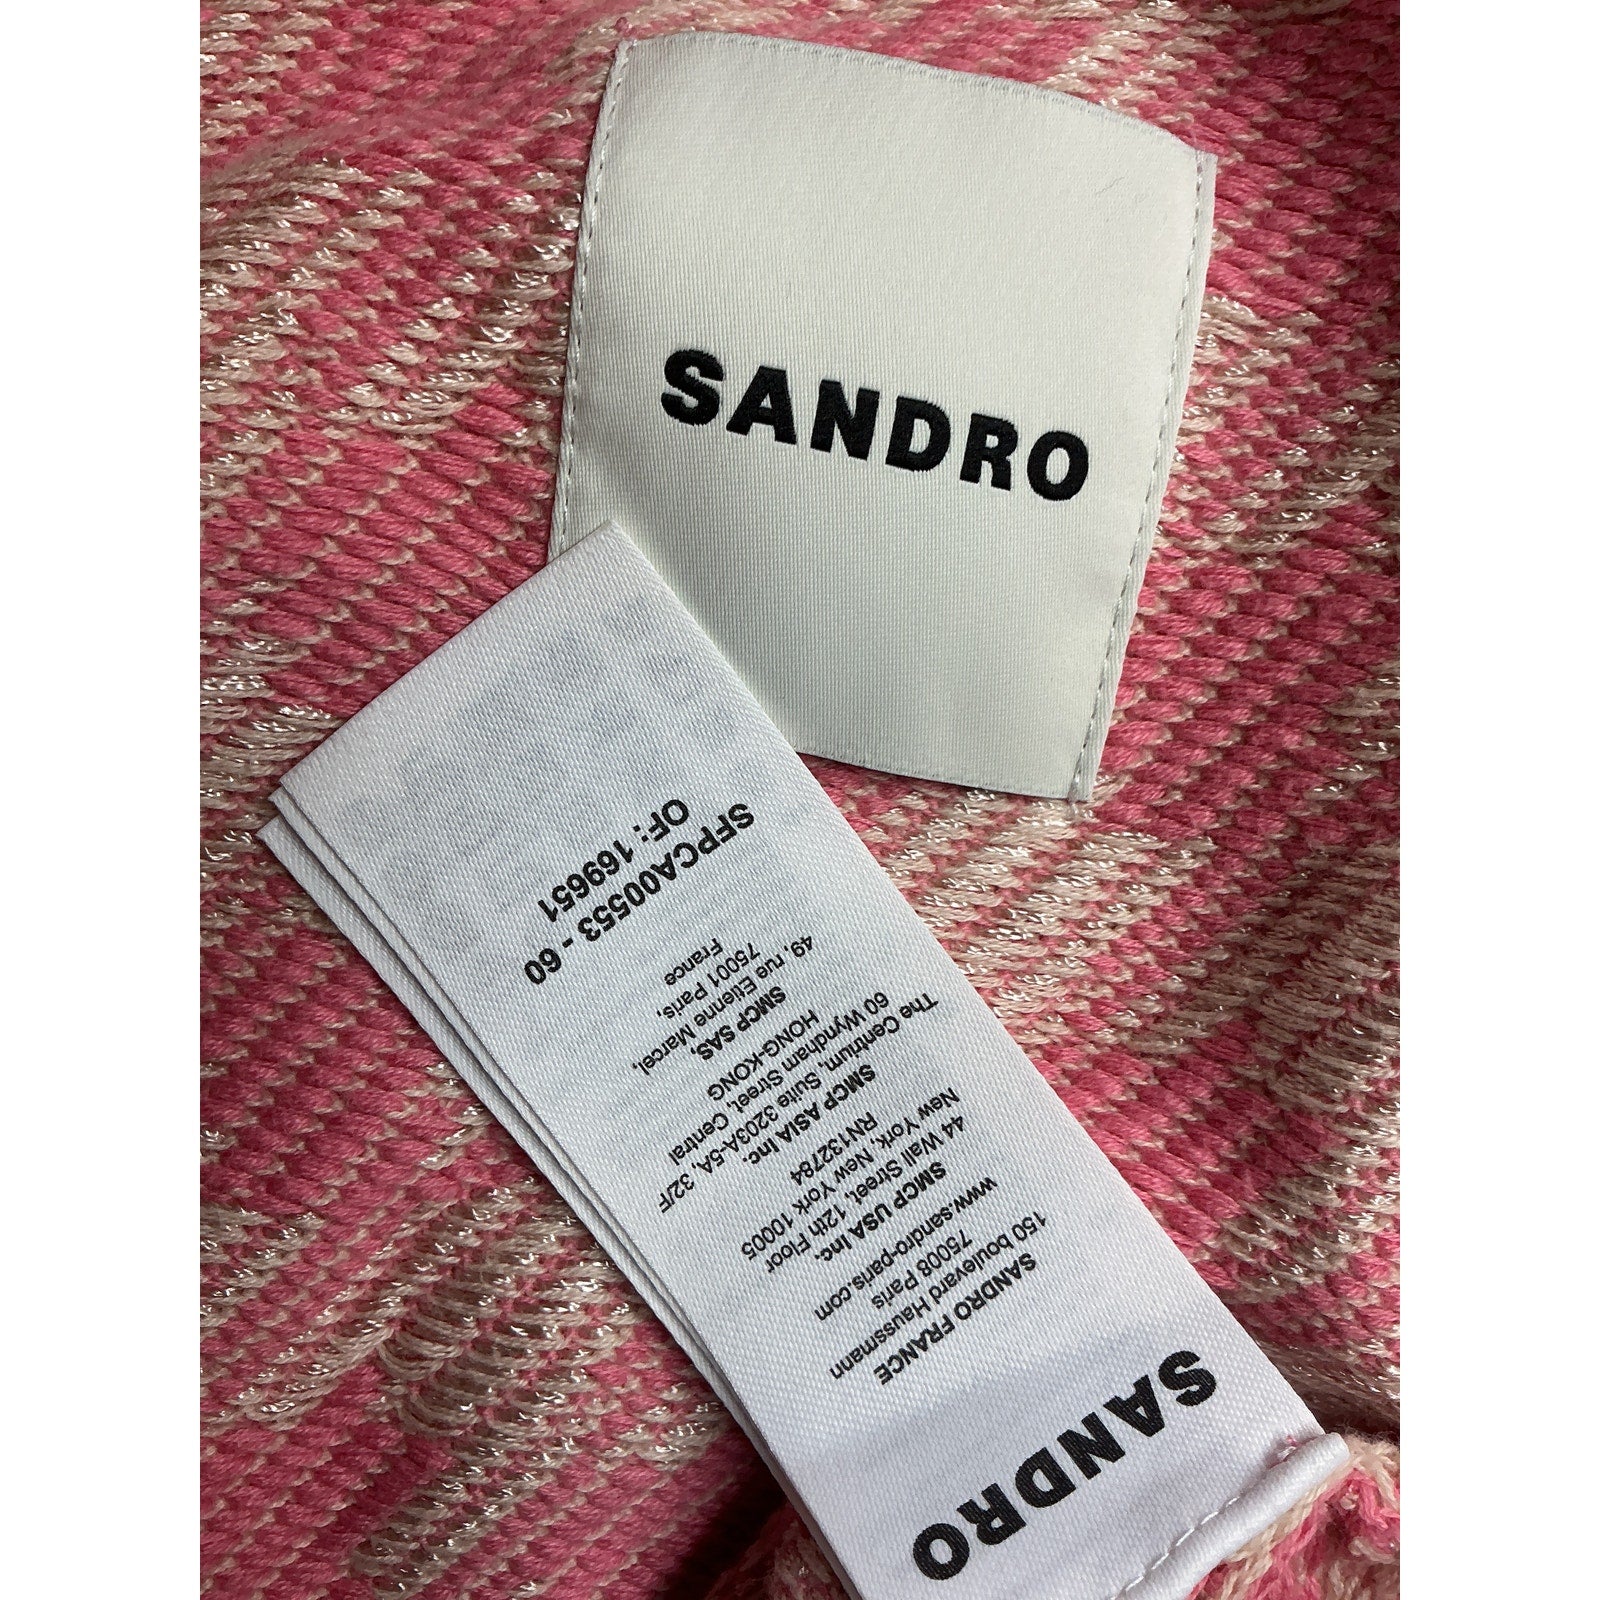 SANDRO
SANDRO
SANDRO FRANCE
150 boulevard Haussmann
75008 Paris
www.sandro-paris.com
SMCP USA Inc.
44 Wall Street, 12th Floor
New York, New York 10005
RN132784
SMCP ASIA Inc.
The Centrium, Suite 3203A-5A, 32/F
60 Wyndham Street, Central
HONG-KONG
SMCP SAS,
49, rue Etienne Marcel,
75001 Paris,
France
SFPCA00553 - 60
OF: 169651